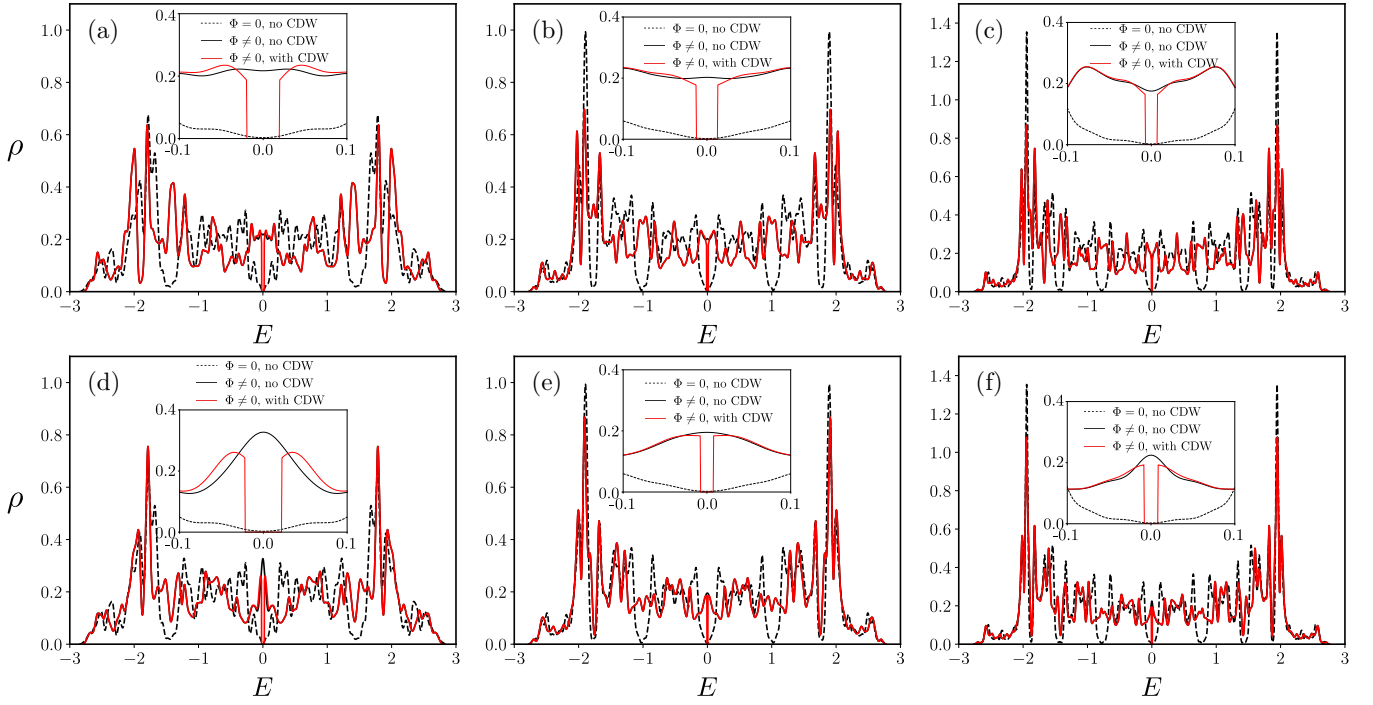 (a)
Φ = 0, no CDW
Φ ≠ 0, no CDW
Φ ≠ 0, with CDW
0.4
0.2
0.0
−0.1 0.0 0.1
1.0
0.8
0.6
0.4
0.2
0.0
ρ
−3 −2 −1 0 1 2 3
E
(b)
Φ = 0, no CDW
Φ ≠ 0, no CDW
Φ ≠ 0, with CDW
0.4
0.2
0.0
−0.1 0.0 0.1
1.0
0.8
0.6
0.4
0.2
0.0
−3 −2 −1 0 1 2 3
E
(c)
Φ = 0, no CDW
Φ ≠ 0, no CDW
Φ ≠ 0, with CDW
0.4
0.2
0.0
−0.1 0.0 0.1
1.4
1.2
1.0
0.8
0.6
0.4
0.2
0.0
−3 −2 −1 0 1 2 3
E
(d)
Φ = 0, no CDW
Φ ≠ 0, no CDW
Φ ≠ 0, with CDW
0.4
0.2
0.0
−0.1 0.0 0.1
1.0
0.8
0.6
0.4
0.2
0.0
ρ
−3 −2 −1 0 1 2 3
E
(e)
Φ = 0, no CDW
Φ ≠ 0, no CDW
Φ ≠ 0, with CDW
0.4
0.2
0.0
−0.1 0.0 0.1
1.0
0.8
0.6
0.4
0.2
0.0
−3 −2 −1 0 1 2 3
E
(f)
Φ = 0, no CDW
Φ ≠ 0, no CDW
Φ ≠ 0, with CDW
0.4
0.2
0.0
−0.1 0.0 0.1
1.4
1.2
1.0
0.8
0.6
0.4
0.2
0.0
−3 −2 −1 0 1 2 3
E